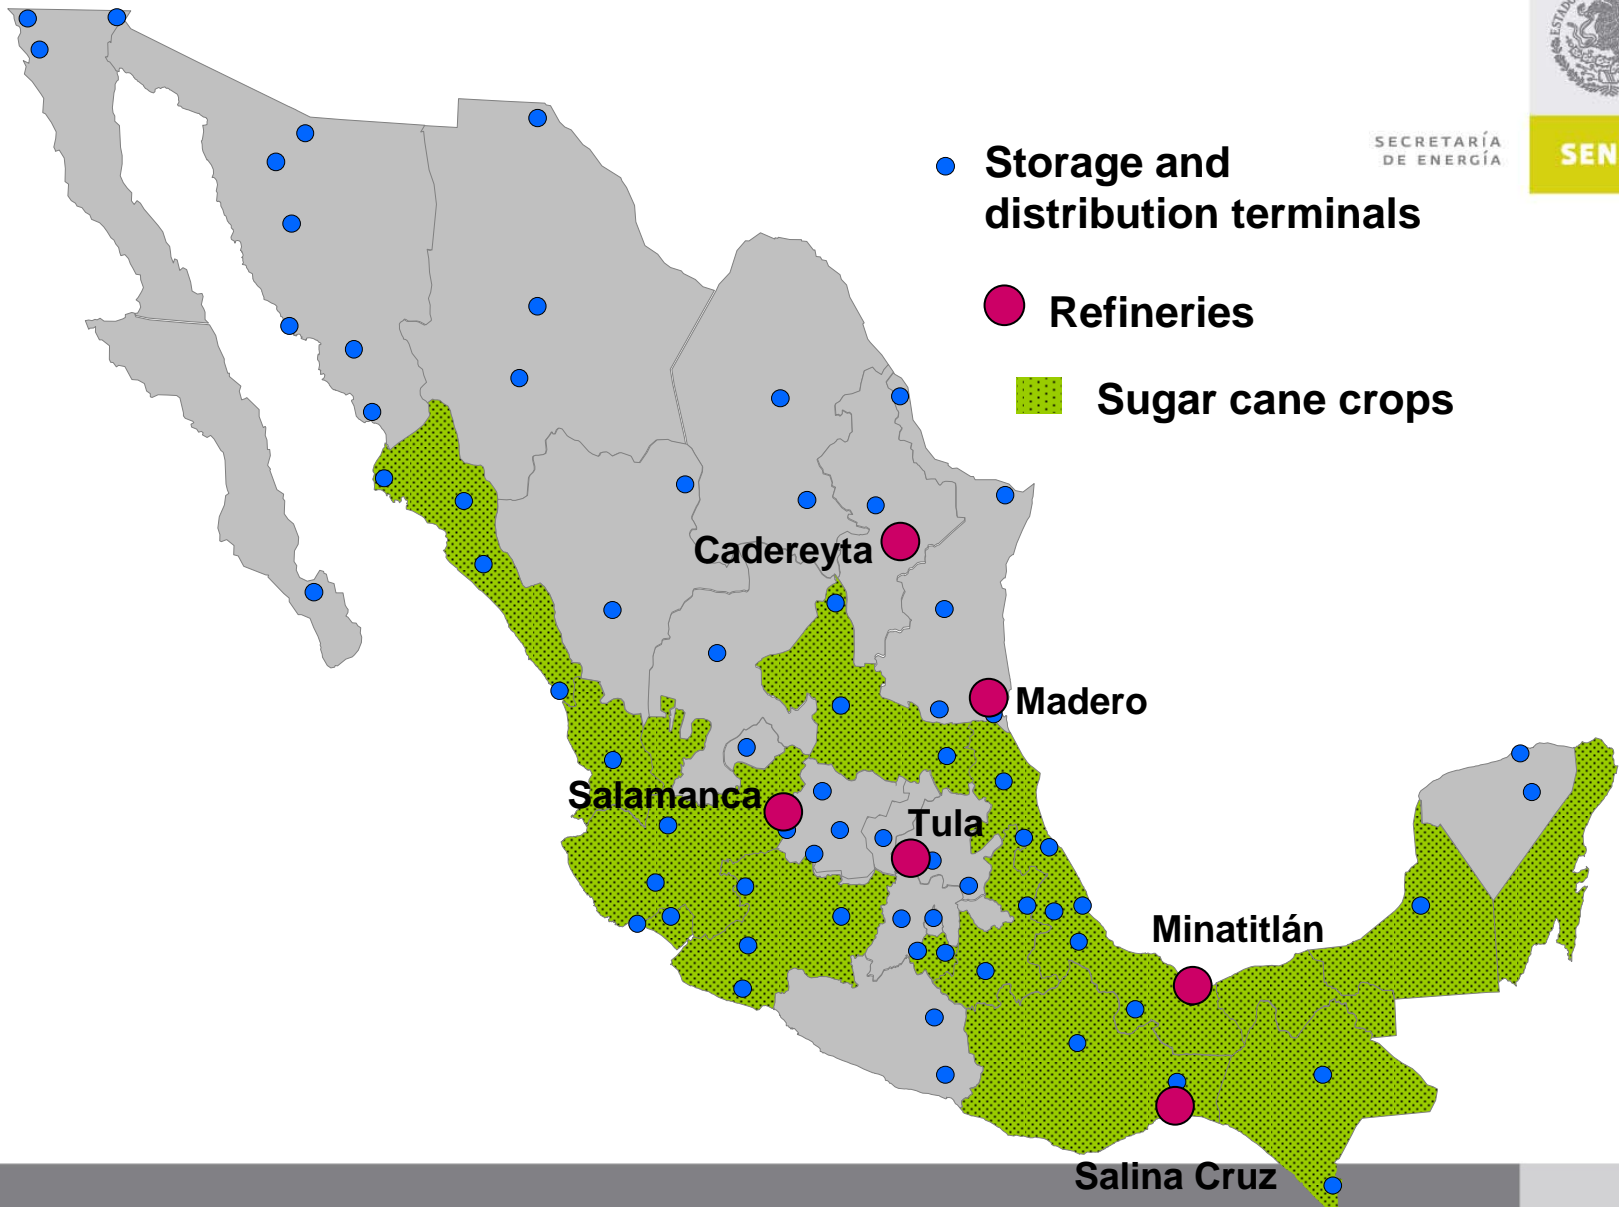 SECRETARÍA
DE ENERGÍA
SEN
Storage and
distribution terminals
Refineries
Sugar cane crops
Cadereyta
Madero
Salamanca
Tula
Minatitlán
Salina Cruz